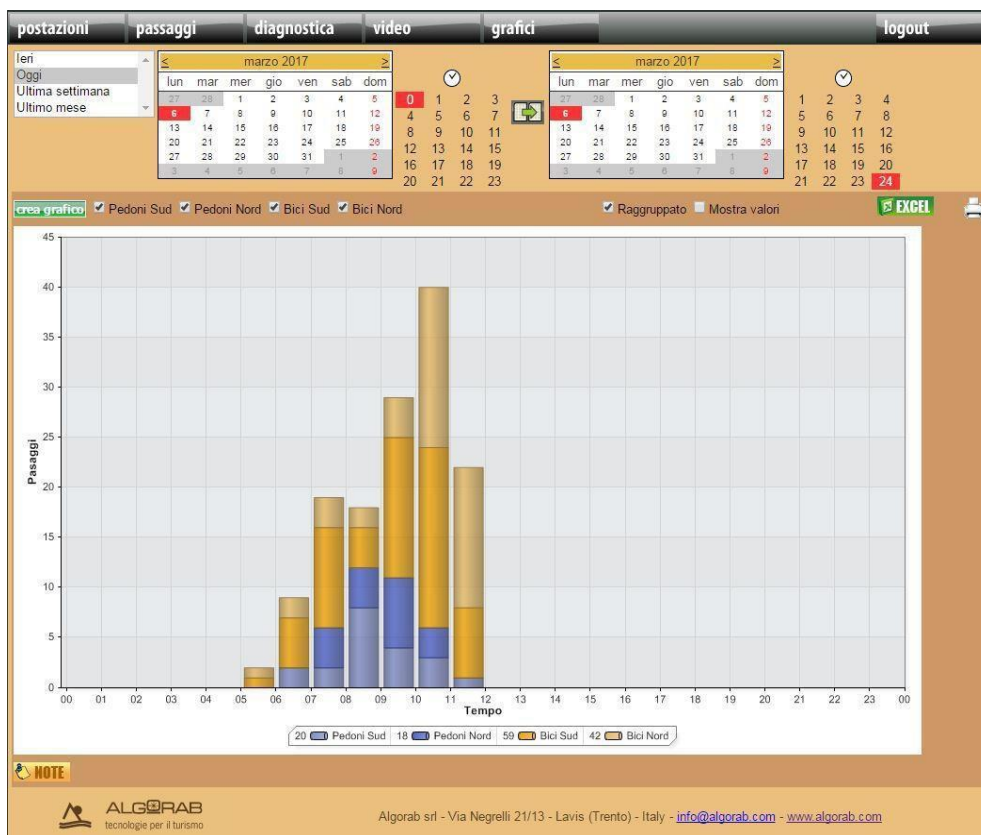 postazioni passaggi diagnostica video grafici logout
Ieri
Oggi
Ultima settimana
Ultimo mese
< marzo 2017 >
lun mar mer gio ven sab dom
27 28 1 2 3 4 5
6 7 8 9 10 11 12
13 14 15 16 17 18 19
20 21 22 23 24 25 26
27 28 29 30 31 1 2
3 4 5 6 7 8 9
0 1 2 3
4 5 6 7
8 9 10 11
12 13 14 15
16 17 18 19
20 21 22 23
< marzo 2017 >
lun mar mer gio ven sab dom
27 28 1 2 3 4 5
6 7 8 9 10 11 12
13 14 15 16 17 18 19
20 21 22 23 24 25 26
27 28 29 30 31 1 2
3 4 5 6 7 8 9
1 2 3 4
5 6 7 8
9 10 11 12
13 14 15 16
17 18 19 20
21 22 23 24
crea grafico Pedoni Sud Pedoni Nord Bici Sud Bici Nord Raggruppato Mostra valori EXCEL
45
40
35
30
25
20
15
10
5
0
Pasaggi
00 01 02 03 04 05 06 07 08 09 10 11 12 13 14 15 16 17 18 19 20 21 22 23 00
Tempo
20 Pedoni Sud 18 Pedoni Nord 59 Bici Sud 42 Bici Nord
NOTE
ALGORAB
tecnologie per il turismo
Algorab srl - Via Negrelli 21/13 - Lavis (Trento) - Italy - info@algorab.com - www.algorab.com